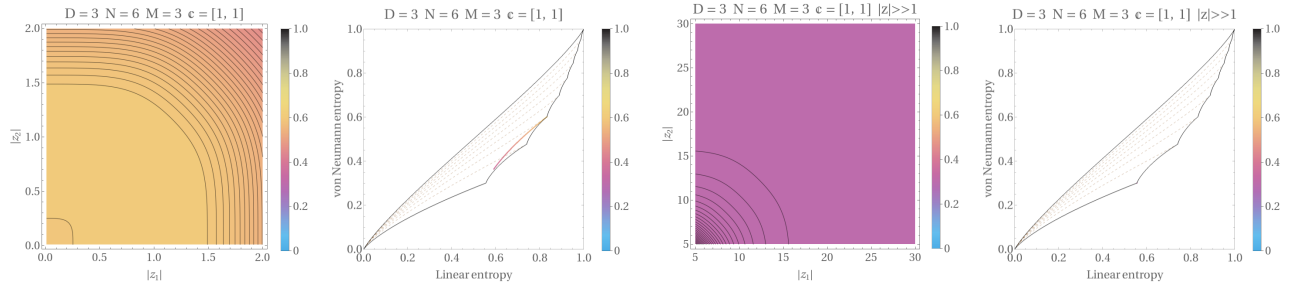 D = 3 N = 6 M = 3 𝕔 = [1, 1]
|z₂|
2.0
1.5
1.0
0.5
0.0
0.0 0.5 1.0 1.5 2.0
|z₁|
1.0
0.8
0.6
0.4
0.2
0
D = 3 N = 6 M = 3 𝕔 = [1, 1]
von Neumann entropy
1.0
0.8
0.6
0.4
0.2
0.0
0.0 0.2 0.4 0.6 0.8 1.0
Linear entropy
1.0
0.8
0.6
0.4
0.2
0
D = 3 N = 6 M = 3 𝕔 = [1, 1] |z|>>1
|z₂|
30
25
20
15
10
5
5 10 15 20 25 30
|z₁|
1.0
0.8
0.6
0.4
0.2
0
D = 3 N = 6 M = 3 𝕔 = [1, 1] |z|>>1
von Neumann entropy
1.0
0.8
0.6
0.4
0.2
0.0
0.0 0.2 0.4 0.6 0.8 1.0
Linear entropy
1.0
0.8
0.6
0.4
0.2
0